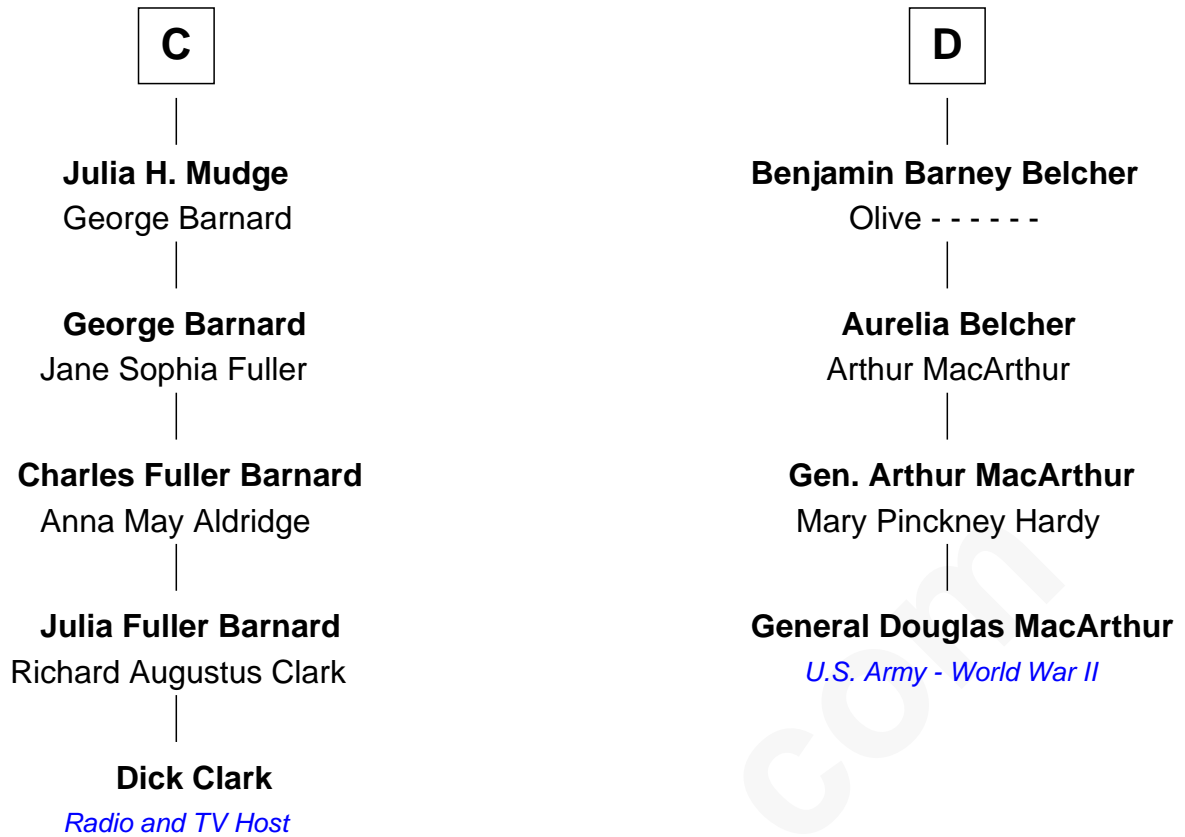 C
Julia H. Mudge
George Barnard
George Barnard
Jane Sophia Fuller
Charles Fuller Barnard
Anna May Aldridge
Julia Fuller Barnard
Richard Augustus Clark
Dick Clark
Radio and TV Host
D
Benjamin Barney Belcher
Olive - - - - - -
Aurelia Belcher
Arthur MacArthur
Gen. Arthur MacArthur
Mary Pinckney Hardy
General Douglas MacArthur
U.S. Army - World War II
com